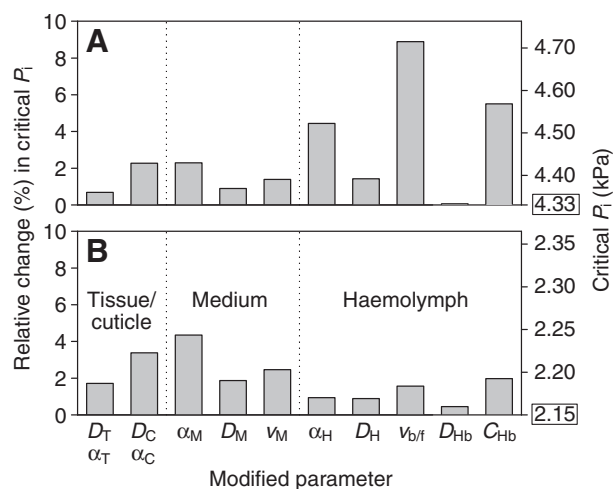 Relative change (%) in critical Pi
Critical Pi (kPa)
A
10
8
6
4
2
0
4.70
4.60
4.50
4.40
4.33
B
10
8
6
4
2
0
2.35
2.30
2.25
2.20
2.15
Tissue/
cuticle
Medium
Haemolymph
DT DC αM DM vM αH DH vb/f DHb CHb
αT αC
Modified parameter